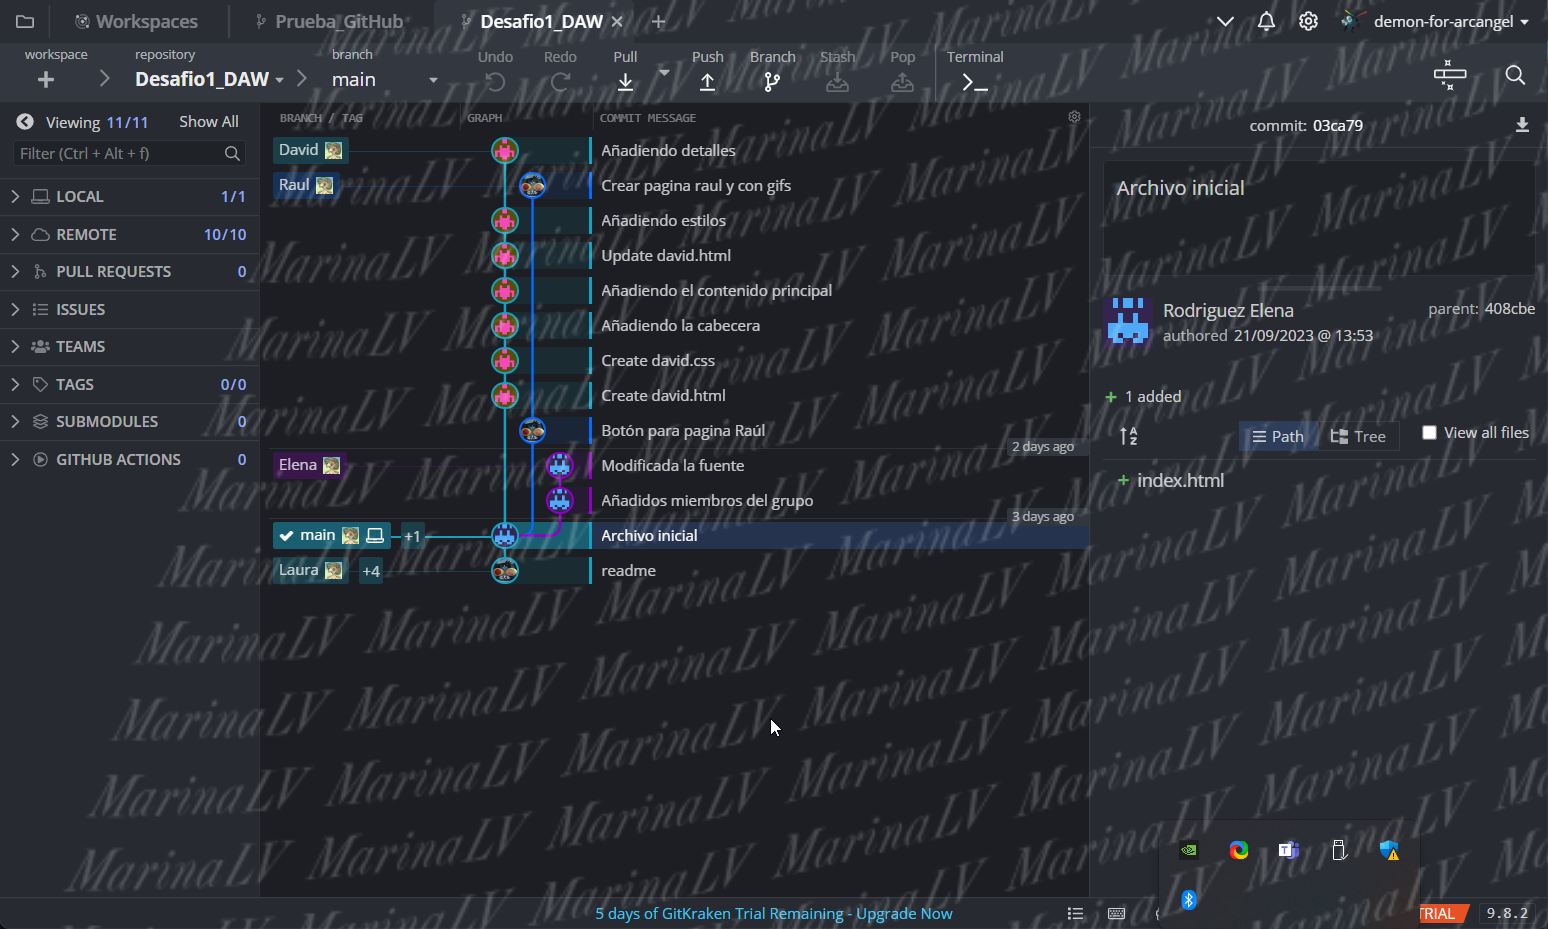 Workspaces
Prueba_GitHub
Desafio1_DAW
demon-for-arcangel
workspace
repository
Desafio1_DAW
branch
main
Undo
Redo
Pull
Push
Branch
Stash
Pop
Terminal
Viewing 11/11
Show All
Filter (Ctrl + Alt + f)
LOCAL 1/1
REMOTE 10/10
PULL REQUESTS 0
ISSUES
TEAMS
TAGS 0/0
SUBMODULES 0
GITHUB ACTIONS 0
BRANCH / TAG
GRAPH
COMMIT MESSAGE
David Añadiendo detalles
Raul Crear pagina raul y con gifs
Añadiendo estilos
Update david.html
Añadiendo el contenido principal
Añadiendo la cabecera
Create david.css
Create david.html
Botón para pagina Raúl
2 days ago
Elena Modificada la fuente
Añadidos miembros del grupo
3 days ago
main +1 Archivo inicial
Laura +4 readme
commit: 03ca79
Archivo inicial
Rodriguez Elena
parent: 408cbe
authored 21/09/2023 @ 13:53
+ 1 added
Path
Tree
View all files
+ index.html
5 days of GitKraken Trial Remaining - Upgrade Now
TRIAL
9.8.2
MarinaLV